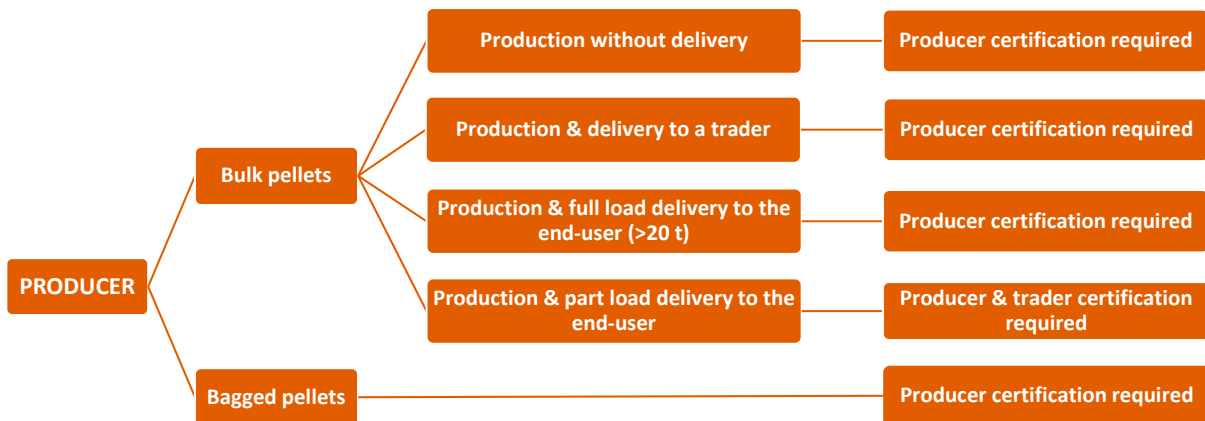 Production without delivery
Producer certification required
Production & delivery to a trader
Producer certification required
Bulk pellets
Production & full load delivery to the
end-user (>20 t)
Producer certification required
PRODUCER
Production & part load delivery to the
end-user
Producer & trader certification
required
Bagged pellets
Producer certification required